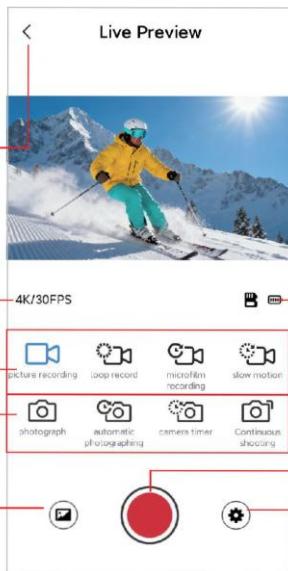 Live Preview
4K/30FPS
picture recording loop record microfilm recording slow motion
photograph automatic photographing camera timer Continuous shooting